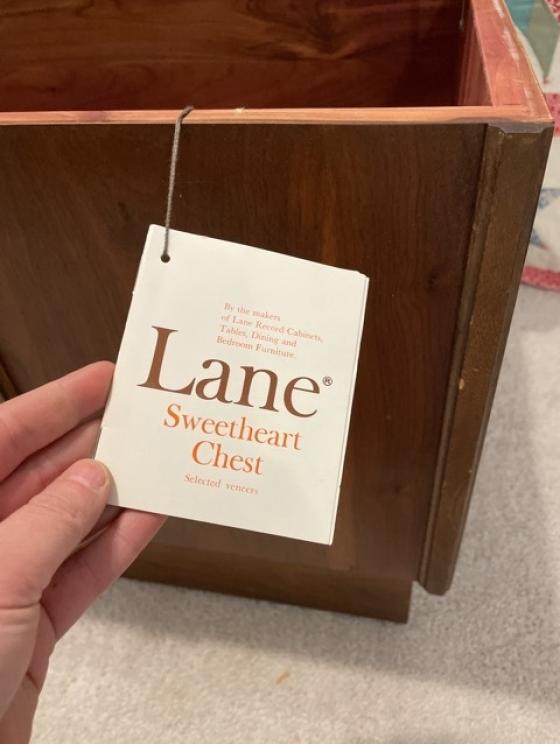 By the makers
of Lane Record Cabinets,
Tables, Dining and
Bedroom Furniture.
Lane®
Sweetheart
Chest
Selected veneers